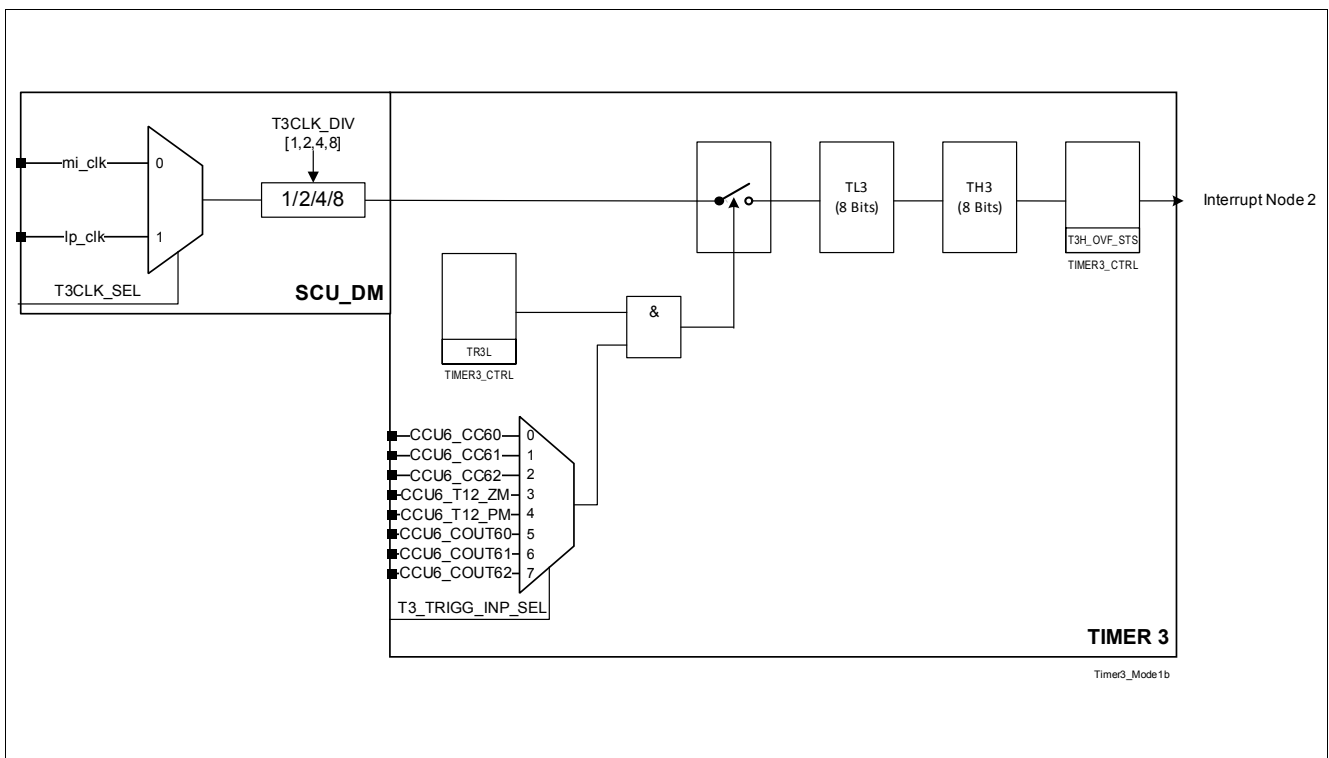 T3CLK_DIV
[1,2,4,8]
mi_clk
0
1/2/4/8
lp_clk
1
T3CLK_SEL
SCU_DM
TL3
(8 Bits)
TH3
(8 Bits)
T3H_OVF_STS
TIMER3_CTRL
Interrupt Node 2
&
TR3L
TIMER3_CTRL
CCU6_CC60 0
CCU6_CC61 1
CCU6_CC62 2
CCU6_T12_ZM 3
CCU6_T12_PM 4
CCU6_COUT60 5
CCU6_COUT61 6
CCU6_COUT62 7
T3_TRIGG_INP_SEL
TIMER 3
Timer3_Mode1b